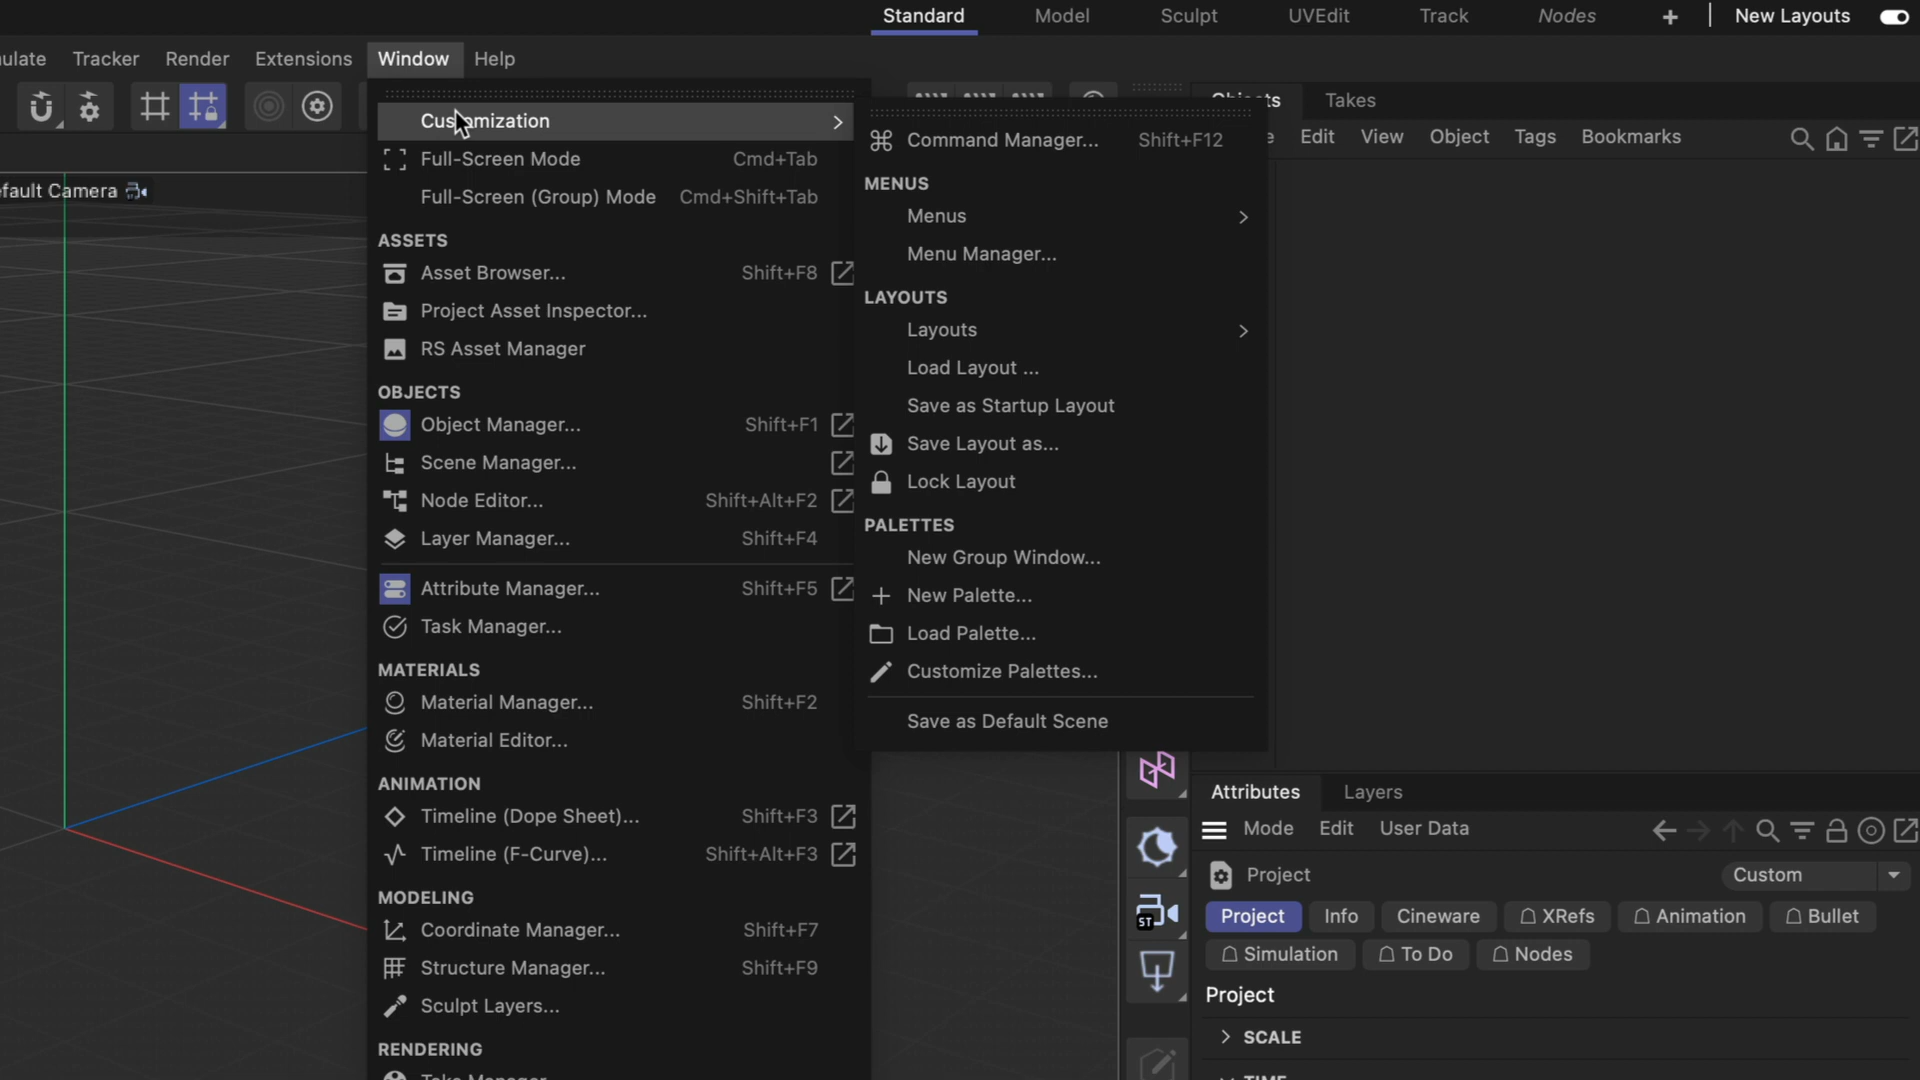 Standard
Model
Sculpt
UVEdit
Track
Nodes
New Layouts
ulate
Tracker
Render
Extensions
Window
Help
fault Camera
Customization
Full-Screen Mode Cmd+Tab
Full-Screen (Group) Mode Cmd+Shift+Tab
ASSETS
Asset Browser... Shift+F8
Project Asset Inspector...
RS Asset Manager
OBJECTS
Object Manager... Shift+F1
Scene Manager...
Node Editor... Shift+Alt+F2
Layer Manager... Shift+F4
Attribute Manager... Shift+F5
Task Manager...
MATERIALS
Material Manager... Shift+F2
Material Editor...
ANIMATION
Timeline (Dope Sheet)... Shift+F3
Timeline (F-Curve)... Shift+Alt+F3
MODELING
Coordinate Manager... Shift+F7
Structure Manager... Shift+F9
Sculpt Layers...
RENDERING
Command Manager... Shift+F12
MENUS
Menus
Menu Manager...
LAYOUTS
Layouts
Load Layout ...
Save as Startup Layout
Save Layout as...
Lock Layout
PALETTES
New Group Window...
New Palette...
Load Palette...
Customize Palettes...
Save as Default Scene
ST
Objects
Takes
e
Edit
View
Object
Tags
Bookmarks
Attributes
Layers
Mode
Edit
User Data
Project
Custom
Project
Info
Cineware
XRefs
Animation
Bullet
Simulation
To Do
Nodes
Project
SCALE